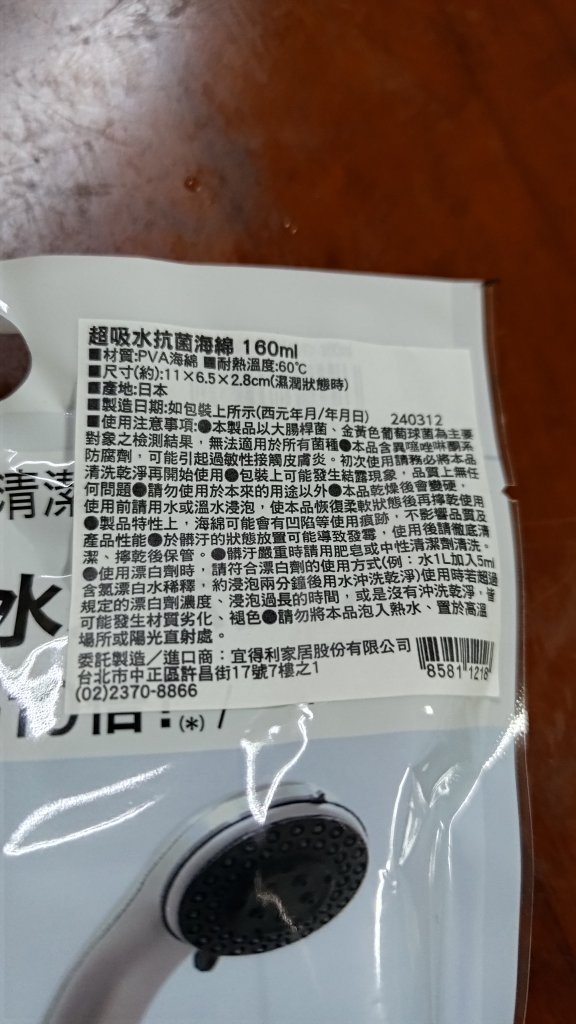 超吸水抗菌海綿 160ml
■材質:PVA海綿 ■耐熱溫度:60℃
■尺寸(約):11×6.5×2.8cm(濕潤狀態時)
■產地:日本
■製造日期:如包裝上所示(西元年月/年月日) 240312
■使用注意事項:●本製品以大腸桿菌、金黃色葡萄球菌為主要
對象之檢測結果,無法適用於所有菌種●本品含異噻唑啉酮系
防腐劑,可能引起過敏性接觸皮膚炎。初次使用請務必將本品
清洗乾淨再開始使用●包裝上可能發生結露現象,品質上無任
何問題●請勿使用於本來的用途以外●本品乾燥後會變硬,
使用前請用水或溫水浸泡,使本品恢復柔軟狀態後再擰乾使用
●製品特性上,海綿可能會有凹陷等使用痕跡,不影響品質及
產品性能●於髒汙的狀態放置可能導致發霉,使用後請徹底清
潔、擰乾後保管。●髒汙嚴重時請用肥皂或中性清潔劑清洗。
●使用漂白劑時,請符合漂白劑的使用方式(例:水1L加入5ml
含氯漂白水稀釋,約浸泡兩分鐘後用水沖洗乾淨)使用時若超過
規定的漂白劑濃度、浸泡過長的時間,或是沒有沖洗乾淨,皆
可能發生材質劣化、褪色●請勿將本品泡入熱水、置於高溫
場所或陽光直射處。
委託製造/進口商:宜得利家居股份有限公司
台北市中正區許昌街17號7樓之1
(02)2370-8866
8581 1218
清潔
水
(*)